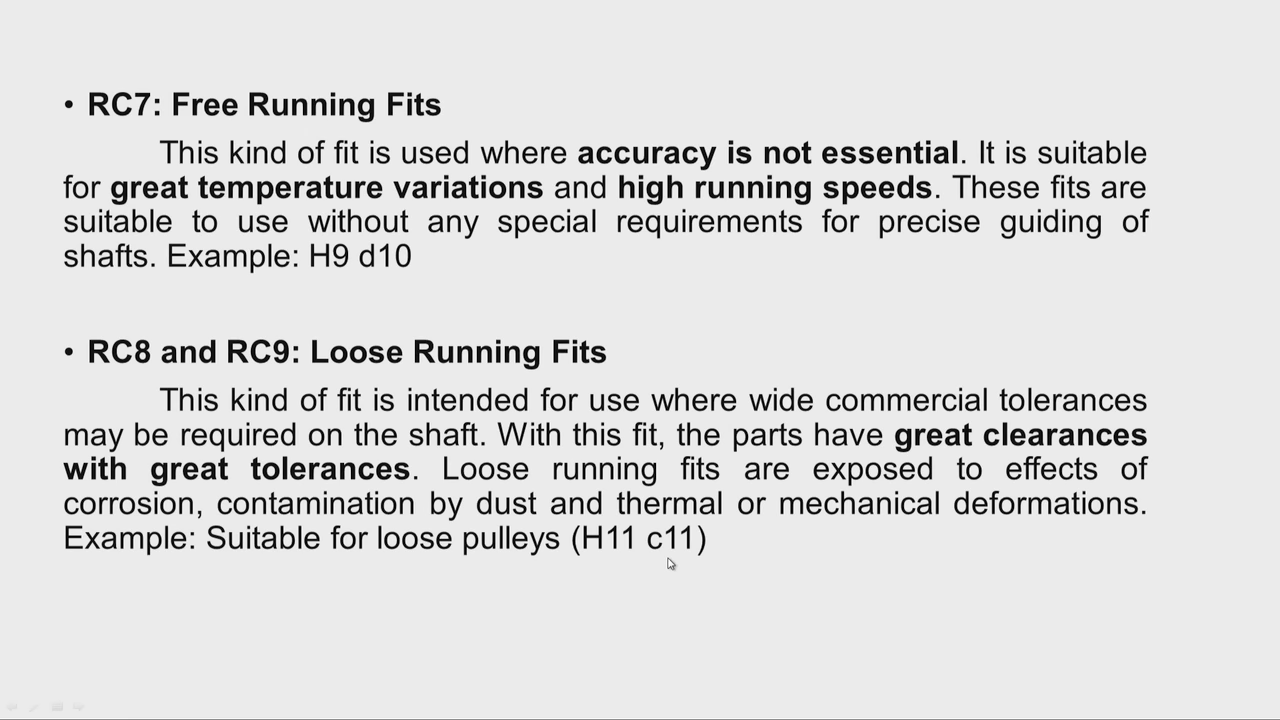 • RC7: Free Running Fits
This kind of fit is used where accuracy is not essential. It is suitable
for great temperature variations and high running speeds. These fits are
suitable to use without any special requirements for precise guiding of
shafts. Example: H9 d10
• RC8 and RC9: Loose Running Fits
This kind of fit is intended for use where wide commercial tolerances
may be required on the shaft. With this fit, the parts have great clearances
with great tolerances. Loose running fits are exposed to effects of
corrosion, contamination by dust and thermal or mechanical deformations.
Example: Suitable for loose pulleys (H11 c11)